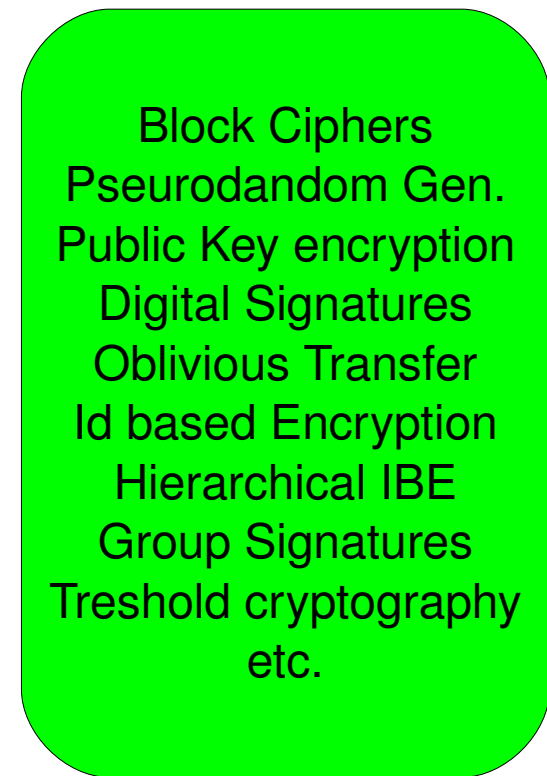 Block Ciphers
Pseurodandom Gen.
Public Key encryption
Digital Signatures
Oblivious Transfer
Id based Encryption
Hierarchical IBE
Group Signatures
Treshold cryptography
etc.